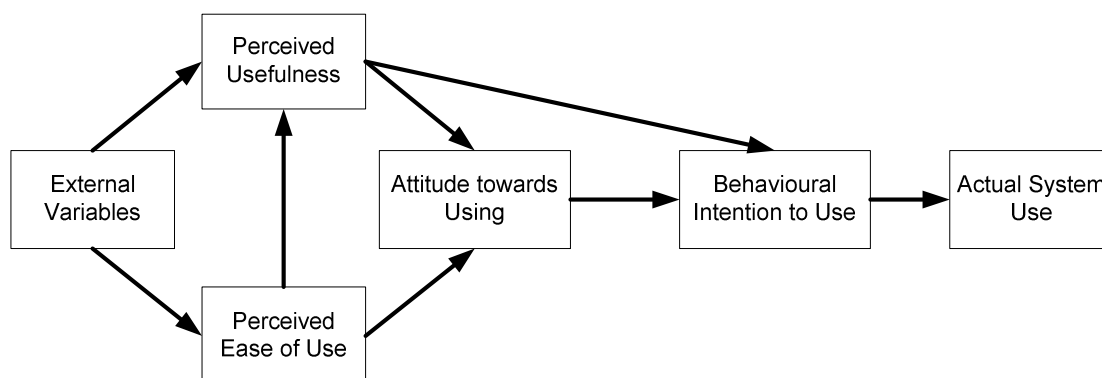 Perceived
Usefulness
External
Variables
Attitude towards
Using
Behavioural
Intention to Use
Actual System
Use
Perceived
Ease of Use